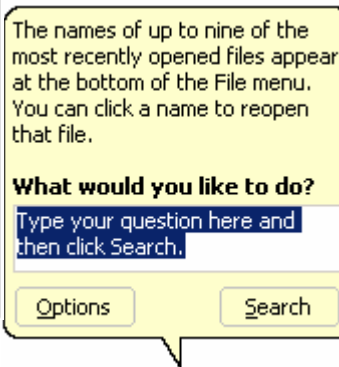 The names of up to nine of the
most recently opened files appear
at the bottom of the File menu.
You can click a name to reopen
that file.
What would you like to do?
Type your question here and
then click Search.
Options
Search